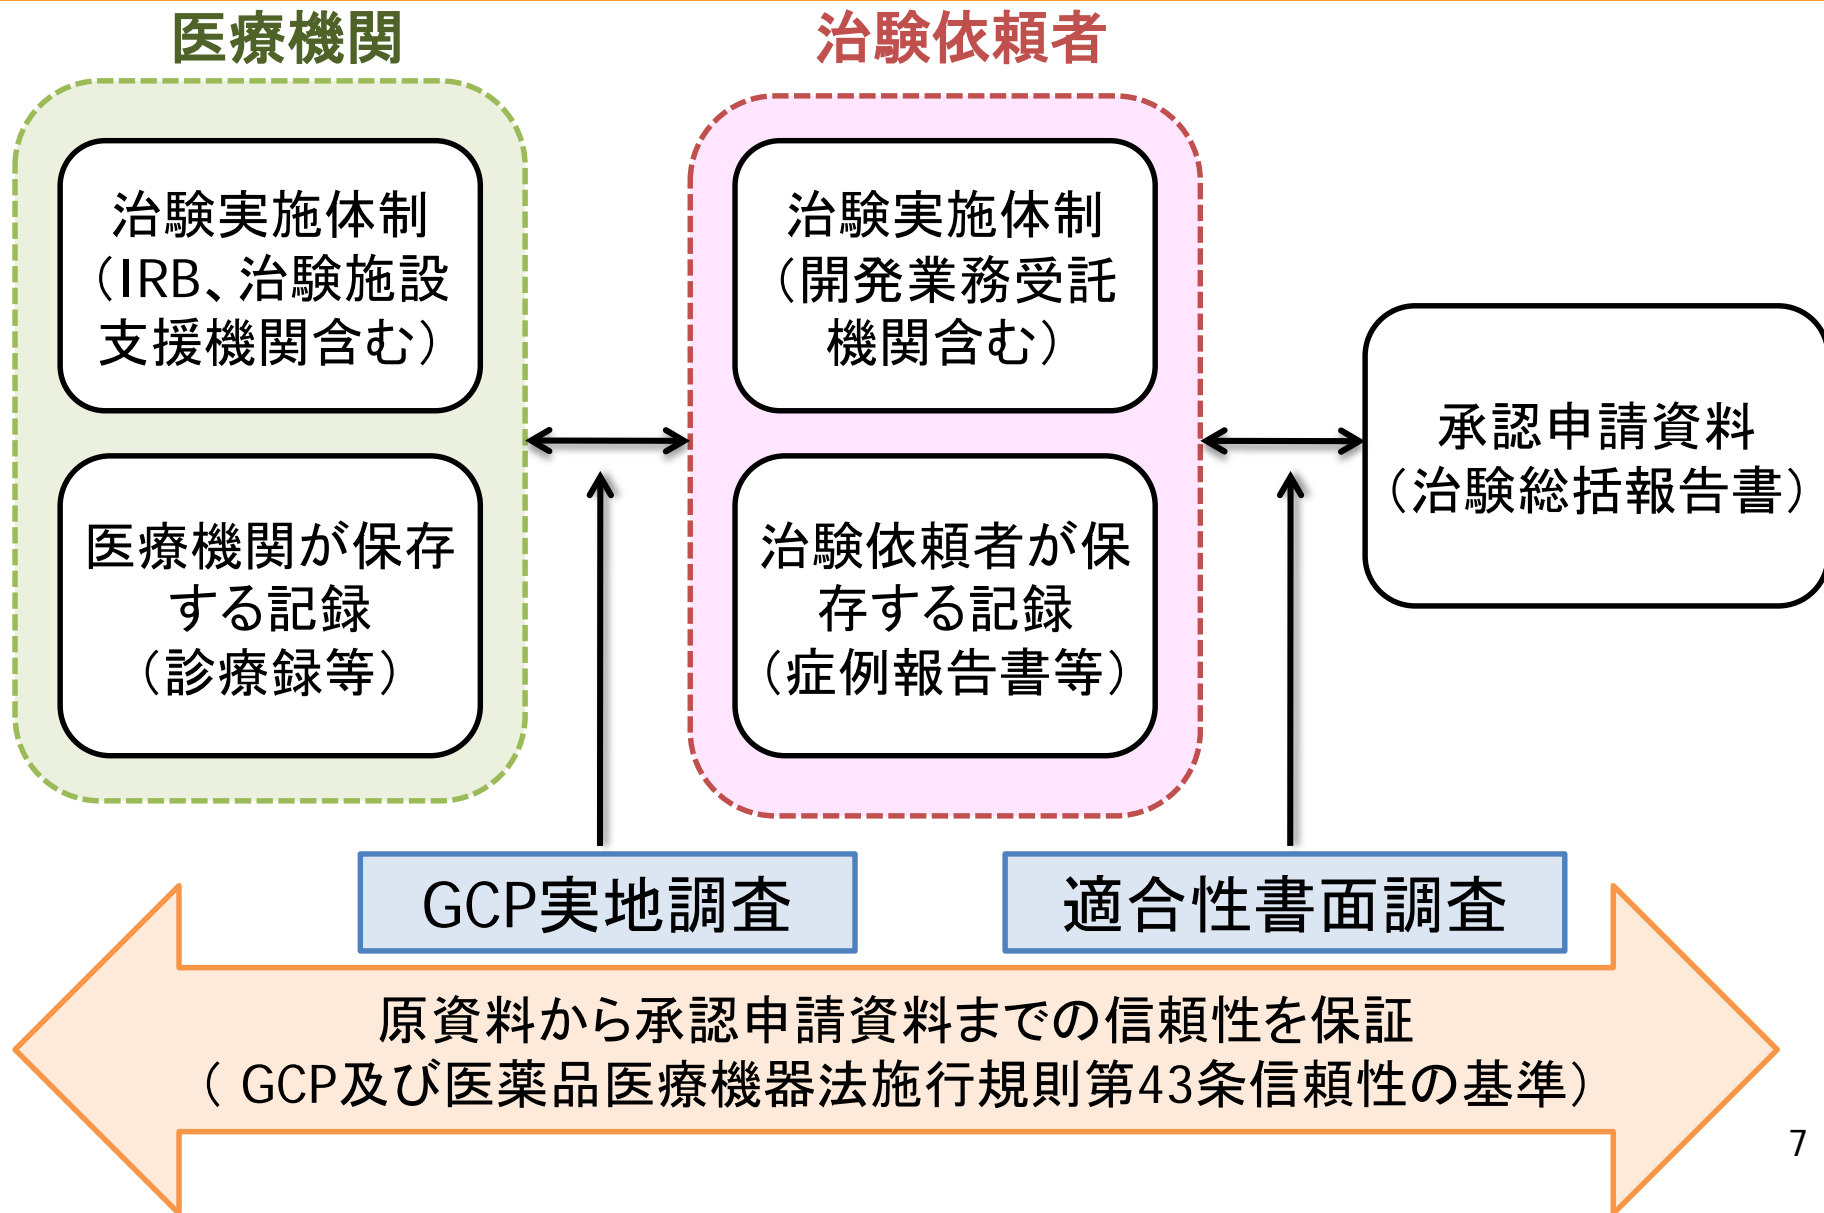 医療機関
治験実施体制
（IRB、治験施設
支援機関含む）
医療機関が保存
する記録
（診療録等）
治験依頼者
治験実施体制
（開発業務受託
機関含む）
治験依頼者が保
存する記録
（症例報告書等）
承認申請資料
（治験総括報告書）
GCP実地調査
適合性書面調査
原資料から承認申請資料までの信頼性を保証
（ GCP及び医薬品医療機器法施行規則第43条信頼性の基準）
7